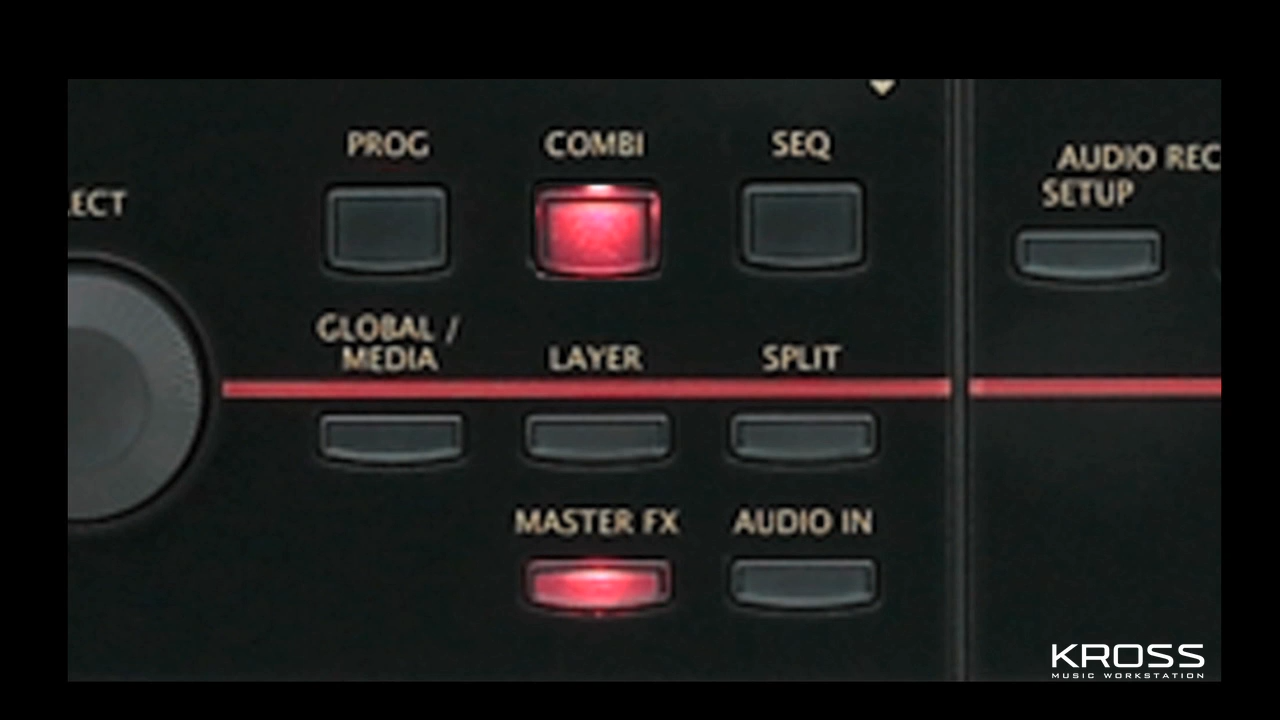 PROG
COMBI
SEQ
AUDIO REC
SETUP
ECT
GLOBAL /
MEDIA
LAYER
SPLIT
MASTER FX
AUDIO IN
KROSS
MUSIC WORKSTATION